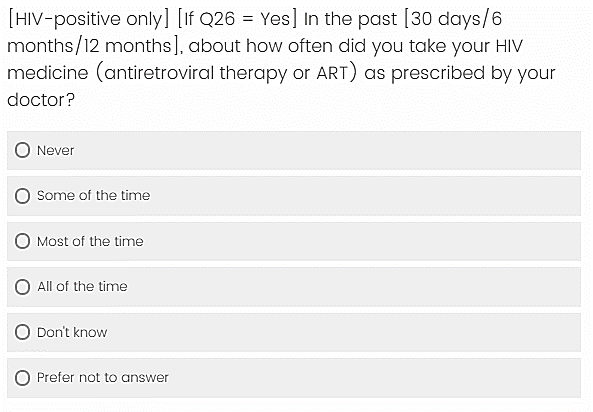 [HIV-positive only] [If Q26 = Yes] In the past [30 days/6
months/12 months], about how often did you take your HIV
medicine (antiretroviral therapy or ART) as prescribed by your
doctor?
Never
Some of the time
Most of the time
All of the time
Don't know
Prefer not to answer